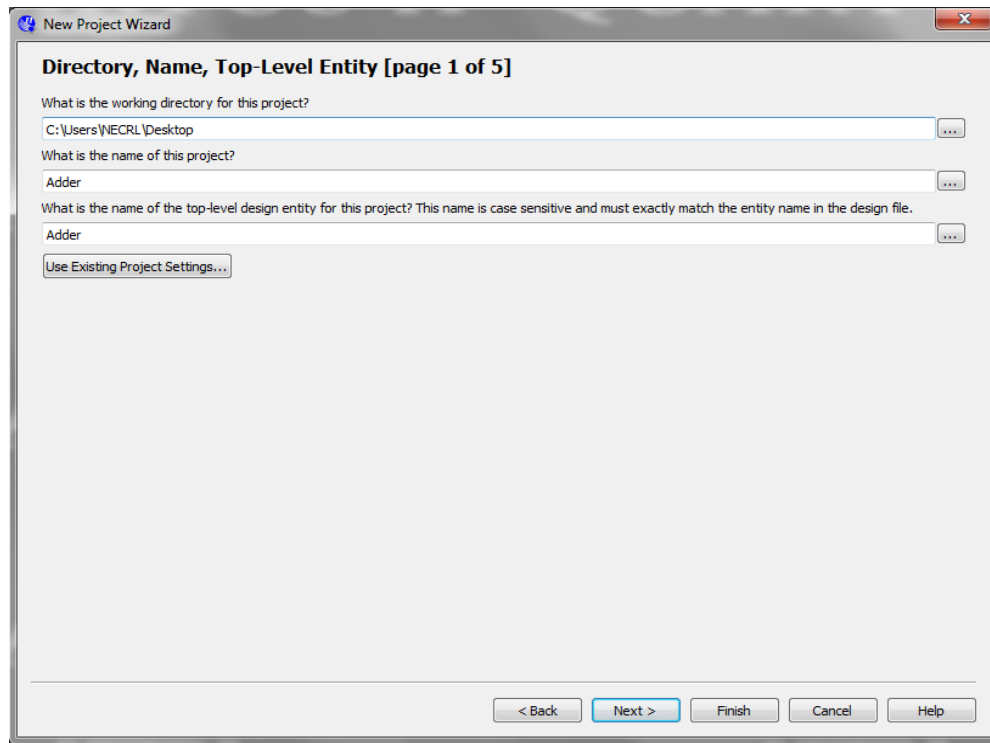 New Project Wizard
Directory, Name, Top-Level Entity [page 1 of 5]
What is the working directory for this project?
C:\Users\NECRL\Desktop
...
What is the name of this project?
Adder
...
What is the name of the top-level design entity for this project? This name is case sensitive and must exactly match the entity name in the design file.
Adder
...
Use Existing Project Settings...
< Back Next > Finish Cancel Help